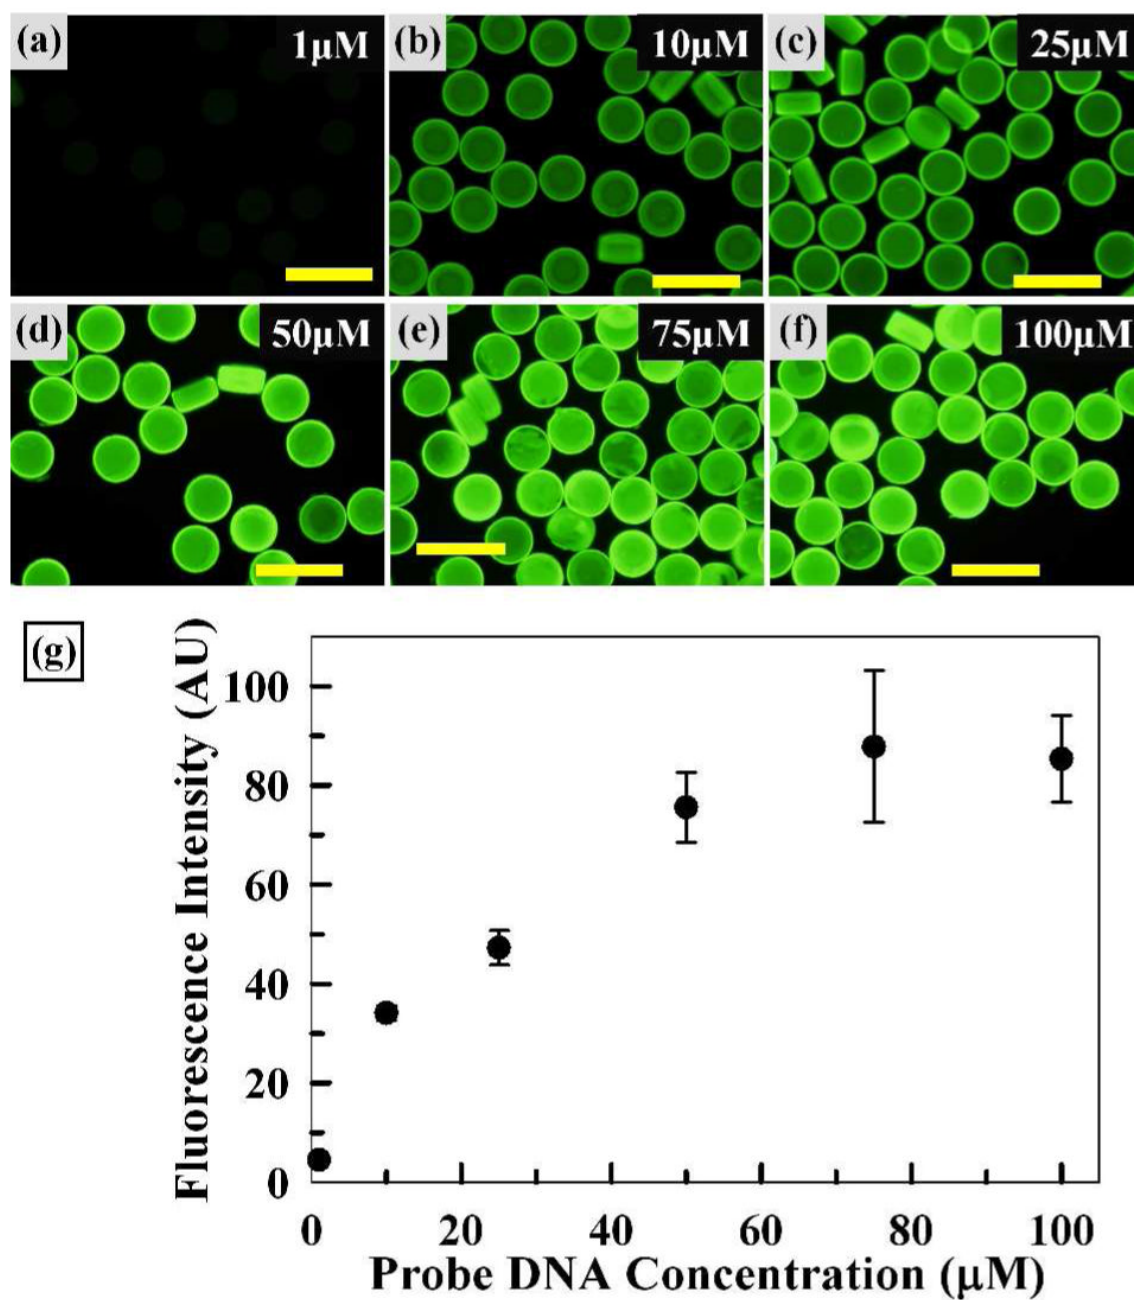 (a) 1μM (b) 10μM (c) 25μM
(d) 50μM (e) 75μM (f) 100μM
(g)
Fluorescence Intensity (AU)
100
80
60
40
20
0
0 20 40 60 80 100
Probe DNA Concentration (μM)